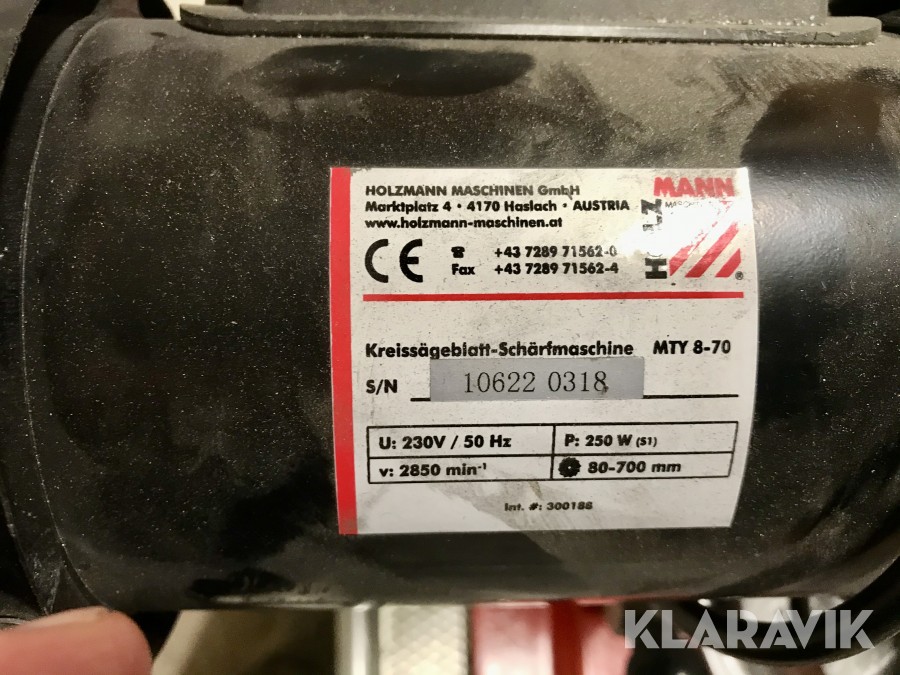 HOLZMANN MASCHINEN GmbH
Marktplatz 4 • 4170 Haslach • AUSTRIA
www.holzmann-maschinen.at
CE
+43 7289 71562-0
Fax +43 7289 71562-4
MANN
®
Kreissägeblatt-Schärfmaschine MTY 8-70
S/N 10622 0318
U: 230V / 50 Hz
P: 250 W (S1)
v: 2850 min⁻¹
80-700 mm
Int. #: 300188
KLARAVIK